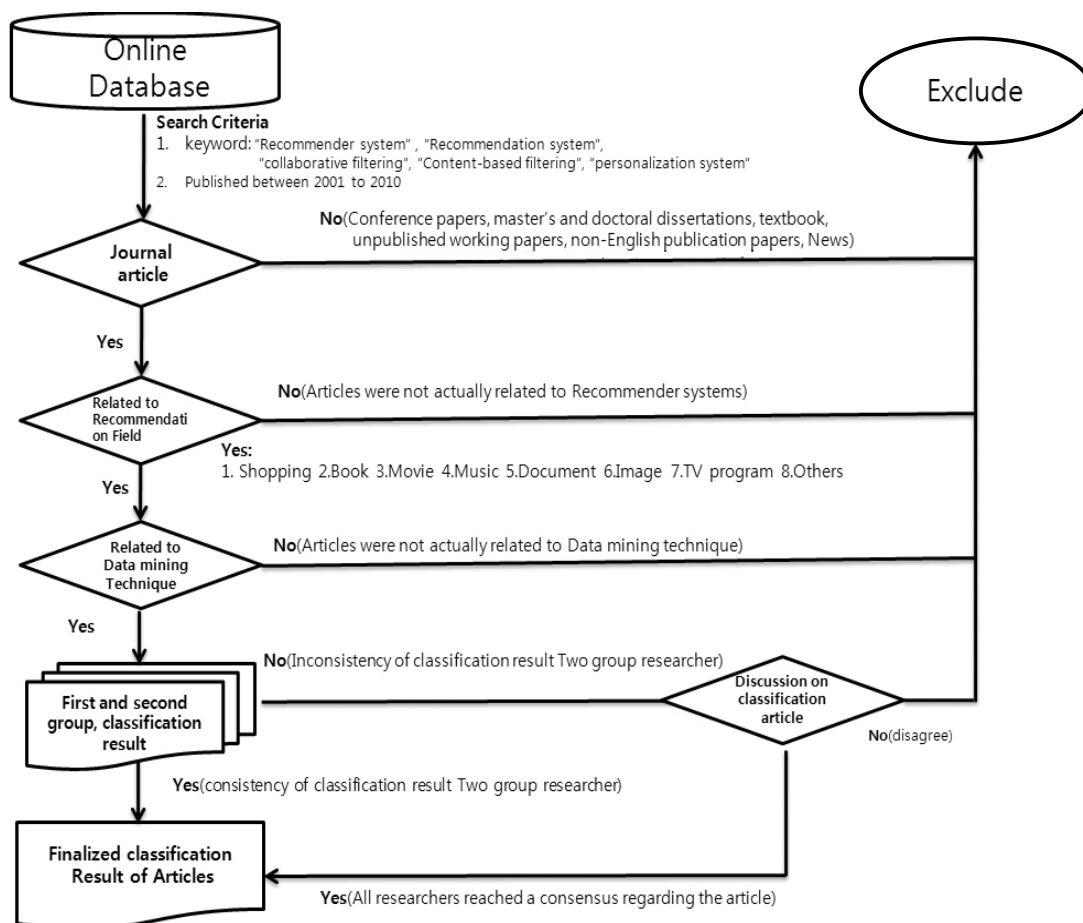 Online
Database
Exclude
Search Criteria
1. keyword: "Recommender system" , "Recommendation system",
"collaborative filtering", "Content-based filtering", "personalization system"
2. Published between 2001 to 2010
No(Conference papers, master's and doctoral dissertations, textbook,
unpublished working papers, non-English publication papers, News)
Journal
article
Yes
No(Articles were not actually related to Recommender systems)
Related to
Recommendati
on Field
Yes:
1. Shopping 2.Book 3.Movie 4.Music 5.Document 6.Image 7.TV program 8.Others
Yes
No(Articles were not actually related to Data mining technique)
Related to
Data mining
Technique
Yes
No(Inconsistency of classification result Two group researcher)
First and second
group, classification
result
Discussion on
classification
article
No(disagree)
Yes(consistency of classification result Two group researcher)
Finalized classification
Result of Articles
Yes(All researchers reached a consensus regarding the article)